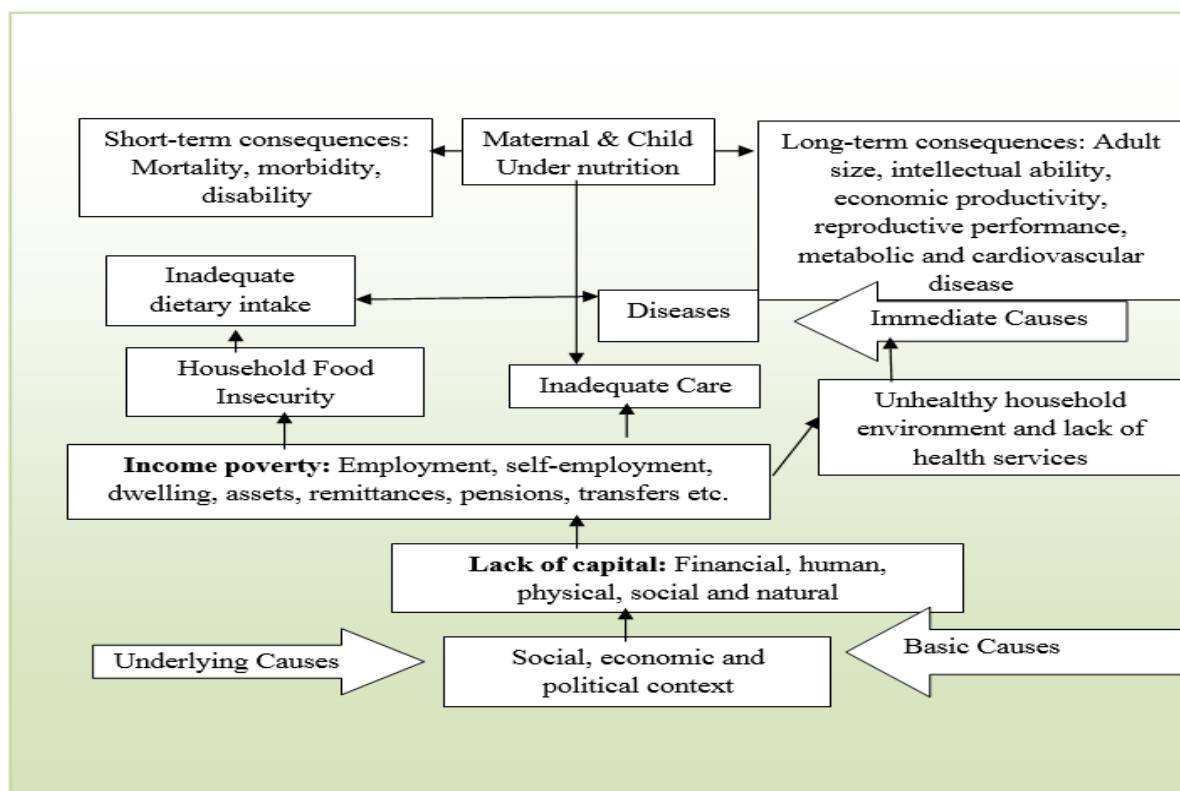 Short-term consequences:
Mortality, morbidity,
disability
Maternal & Child
Under nutrition
Long-term consequences: Adult
size, intellectual ability,
economic productivity,
reproductive performance,
metabolic and cardiovascular
disease
Inadequate
dietary intake
Diseases
Immediate Causes
Household Food
Insecurity
Inadequate Care
Unhealthy household
environment and lack of
health services
Income poverty: Employment, self-employment,
dwelling, assets, remittances, pensions, transfers etc.
Lack of capital: Financial, human,
physical, social and natural
Underlying Causes
Social, economic and
political context
Basic Causes